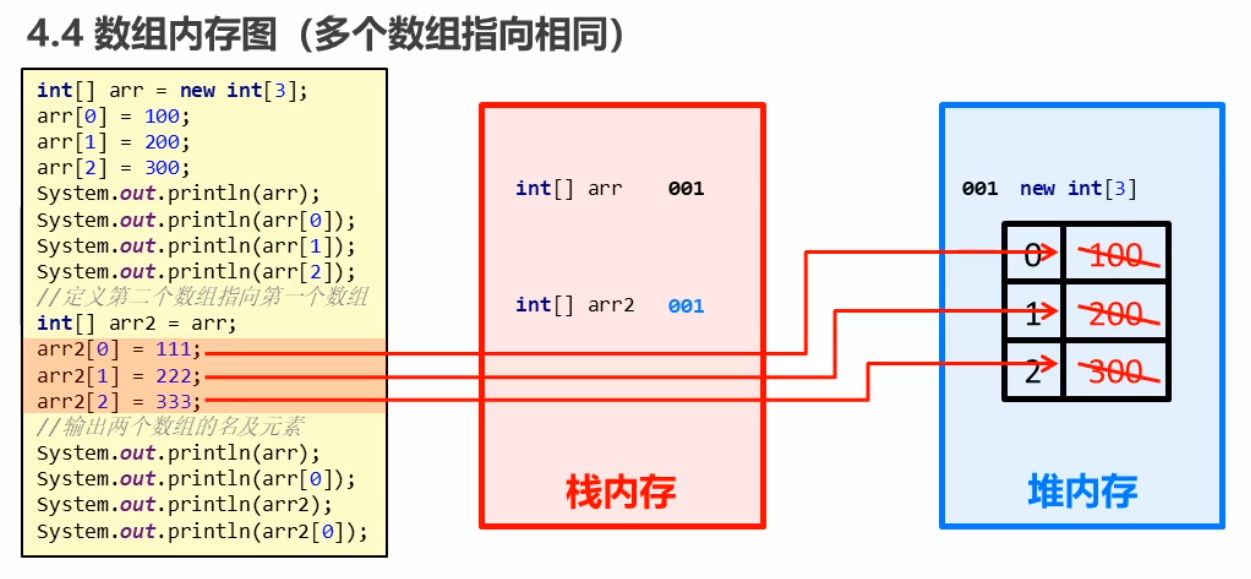 4.4 数组内存图（多个数组指向相同）
int[] arr = new int[3];
arr[0] = 100;
arr[1] = 200;
arr[2] = 300;
System.out.println(arr);
System.out.println(arr[0]);
System.out.println(arr[1]);
System.out.println(arr[2]);
//定义第二个数组指向第一个数组
int[] arr2 = arr;
arr2[0] = 111;
arr2[1] = 222;
arr2[2] = 333;
//输出两个数组的名及元素
System.out.println(arr);
System.out.println(arr[0]);
System.out.println(arr2);
System.out.println(arr2[0]);
int[] arr 001
int[] arr2 001
栈内存
001 new int[3]
0 100
1 200
2 300
堆内存